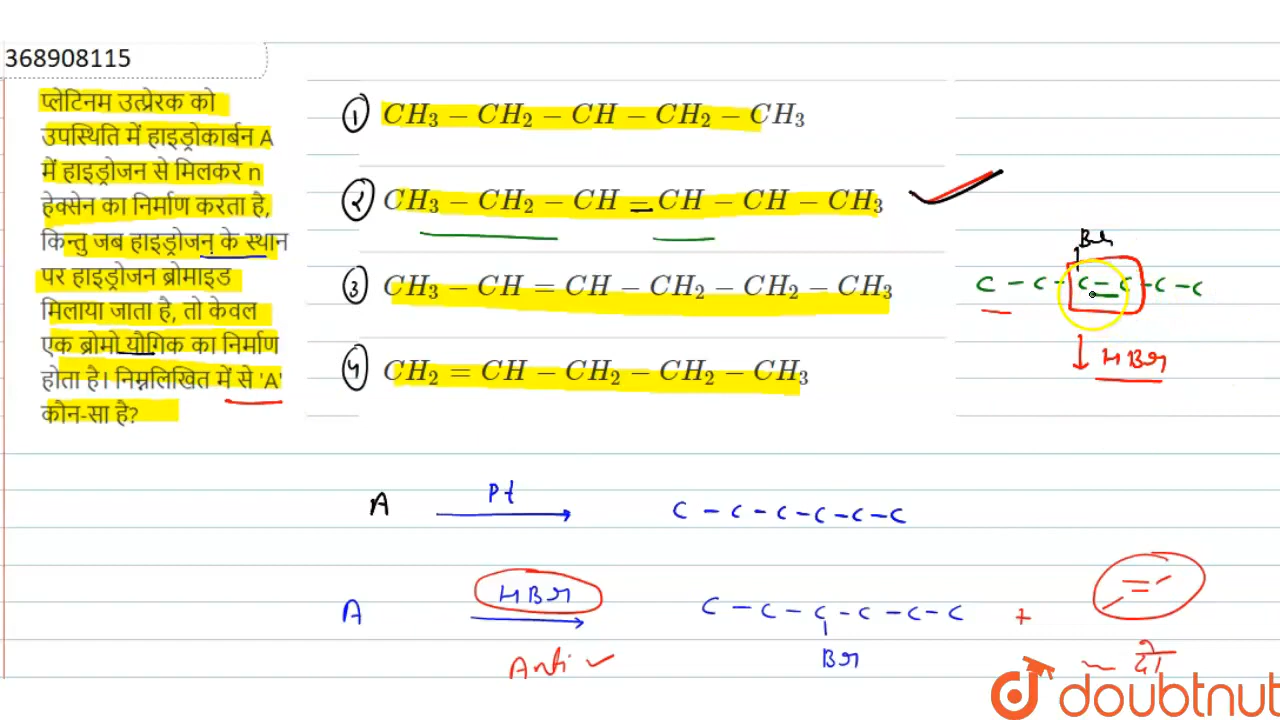 368908115
प्लेटिनम उत्प्रेरक को
उपस्थिति में हाइड्रोकार्बन A
में हाइड्रोजन से मिलकर n
हेक्सेन का निर्माण करता है,
किन्तु जब हाइड्रोजन के स्थान
पर हाइड्रोजन ब्रोमाइड
मिलाया जाता है, तो केवल
एक ब्रोमो यौगिक का निर्माण
होता है। निम्नलिखित में से 'A'
कौन-सा है?
① CH₃ − CH₂ − CH − CH₂ − CH₃
② CH₃ − CH₂ − CH = CH − CH − CH₃
③ CH₃ − CH = CH − CH₂ − CH₂ − CH₃
④ CH₂ = CH − CH₂ − CH₂ − CH₃
Br
C − C − C − C − C − C
↓ HBr
A Pt → C − C − C − C − C − C
A HBr → C − C − C − C − C − C +
Anti ✓ Br
doubtnut